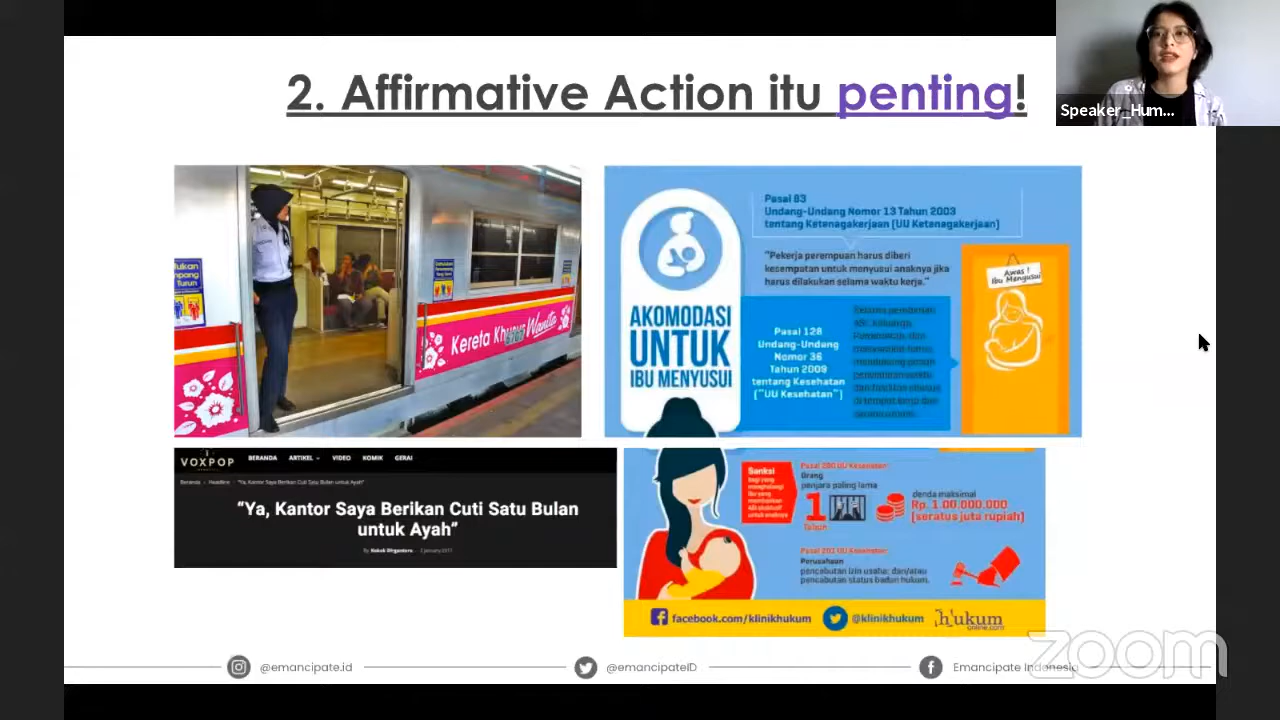 2. Affirmative Action itu penting!
Speaker_Hum...
Turun
Kereta Khusus Wanita
AKOMODASI
UNTUK
IBU MENYUSUI
Pasal 83
Undang-Undang Nomor 13 Tahun 2003
tentang Ketenagakerjaan (UU Ketenagakerjaan)
"Pekerja perempuan harus diberi
kesempatan untuk menyusui anaknya jika
harus dilakukan selama waktu kerja."
Pasal 128
Undang-Undang
Nomor 36
Tahun 2009
tentang Kesehatan
("UU Kesehatan")
Awas !
Ibu Menyusui
VOXPOP
BERANDA
ARTIKEL
VIDEO
KOMIK
GERAI
Beranda › Headline › "Ya, Kantor Saya Berikan Cuti Satu Bulan untuk Ayah"
"Ya, Kantor Saya Berikan Cuti Satu Bulan
untuk Ayah"
Sanksi
bagi yang
menghalangi
ibu yang
memberikan
ASI eksklusif
untuk anaknya
Pasal 200 UU Kesehatan:
Orang
penjara paling lama
1
Tahun
denda maksimal
Rp. 1 00.000.000
(seratus juta rupiah)
Pasal 201 UU Kesehatan:
Perusahaan
pencabutan izin usaha; dan/atau
pencabutan status badan hukum.
facebook.com/klinikhukum
@klinikhukum
hukum
online.com
@emancipate.id
@emancipateID
Emancipate Indonesia
zoom